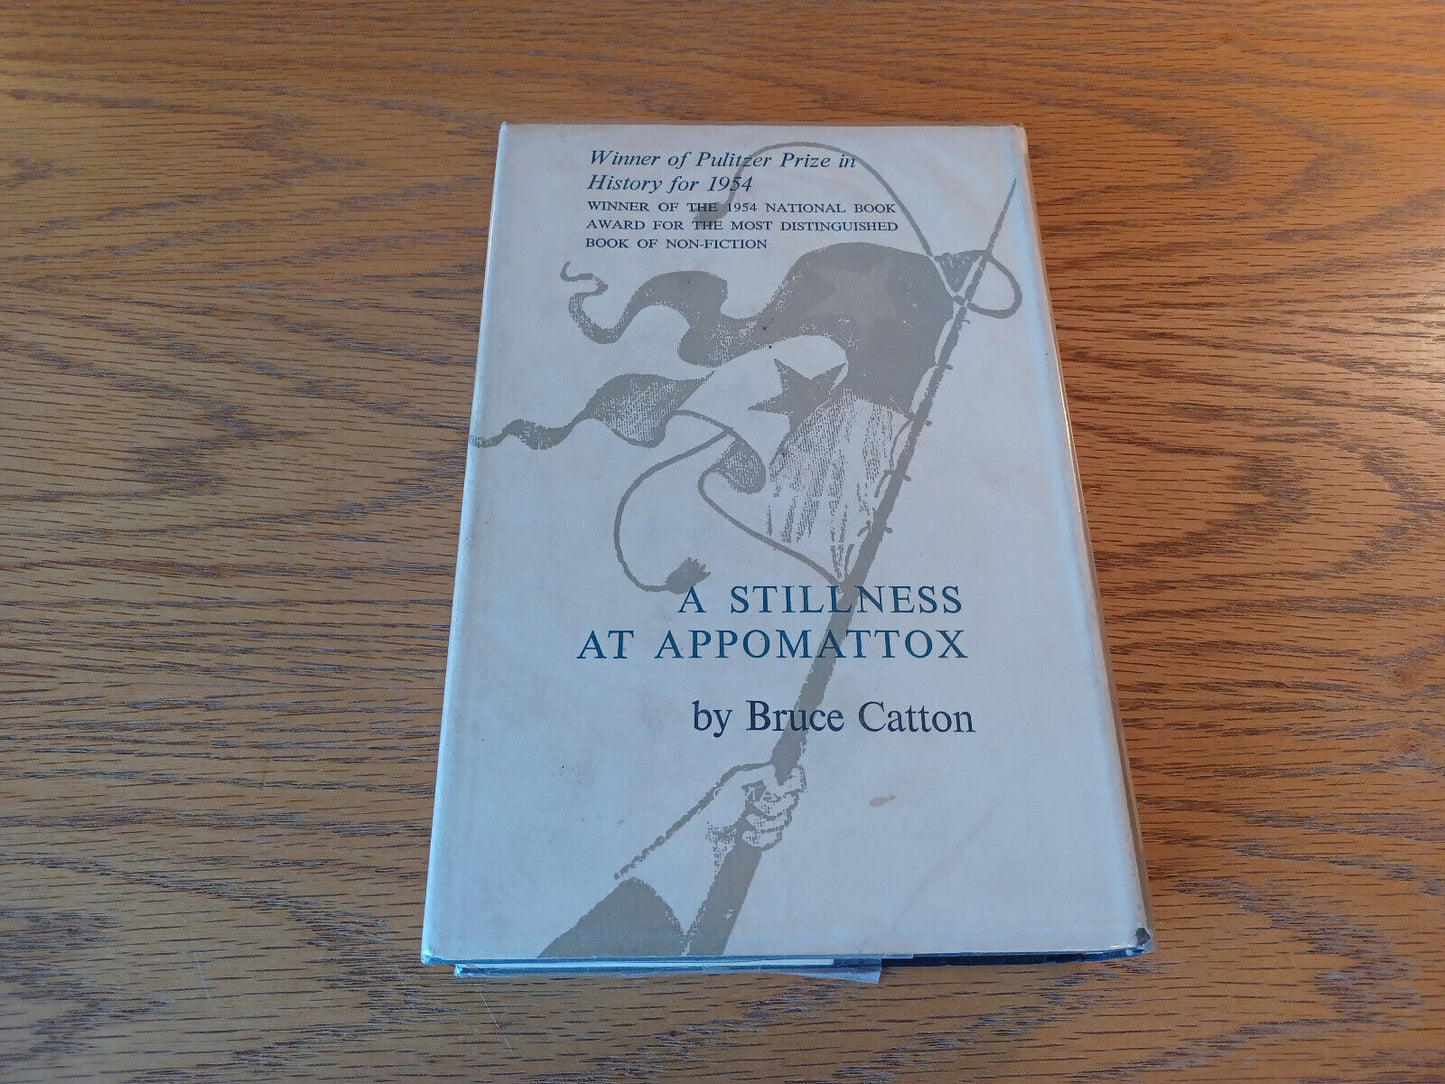 Winner of Pulitzer Prize in
History for 1954
WINNER OF THE 1954 NATIONAL BOOK
AWARD FOR THE MOST DISTINGUISHED
BOOK OF NON-FICTION
A STILLNESS
AT APPOMATTOX
by Bruce Catton